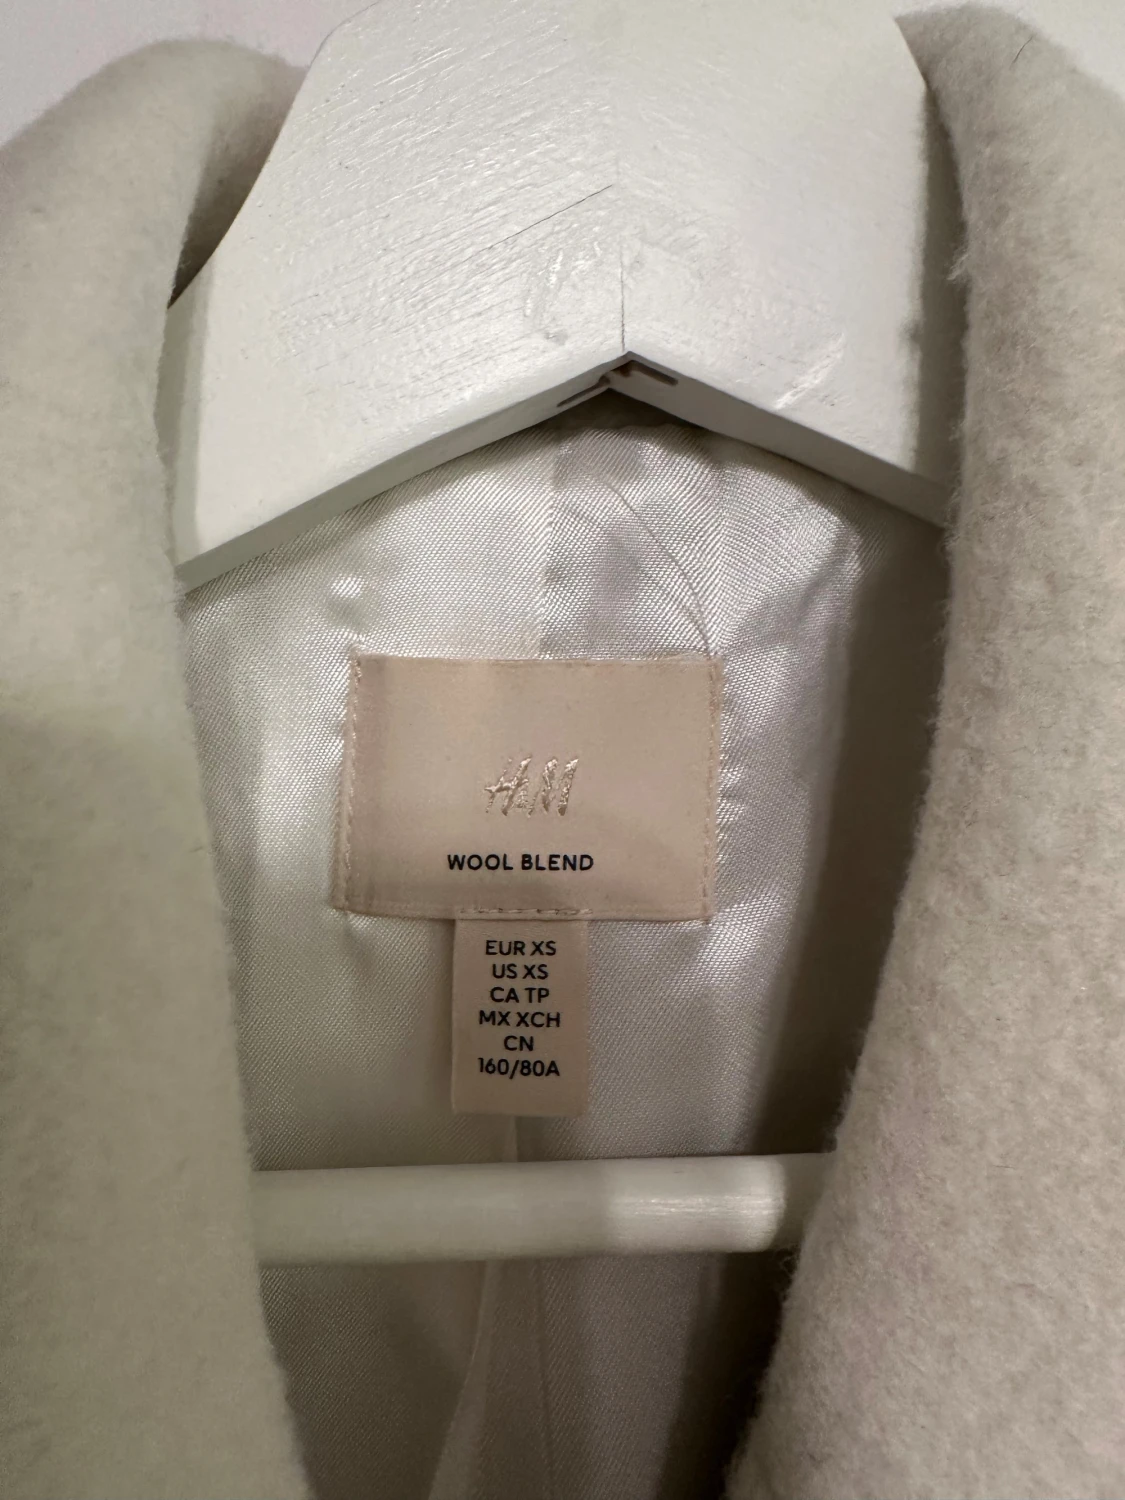 H&M
WOOL BLEND
EUR XS
US XS
CA TP
MX XCH
CN
160/80A